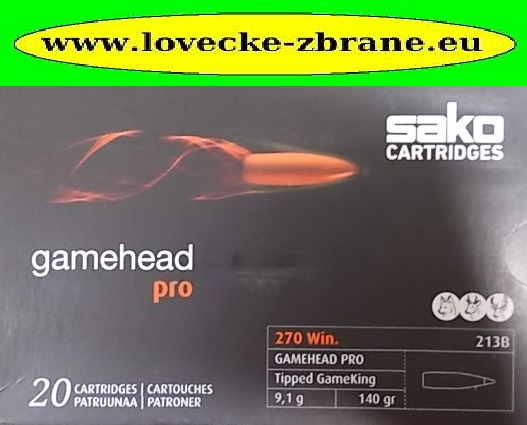 www.lovecke-zbrane.eu
sako
CARTRIDGES
gamehead
pro
270 Win. 213B
GAMEHEAD PRO
Tipped GameKing
9,1 g 140 gr
20 CARTRIDGES | CARTOUCHES
PATRUUNAA | PATRONER